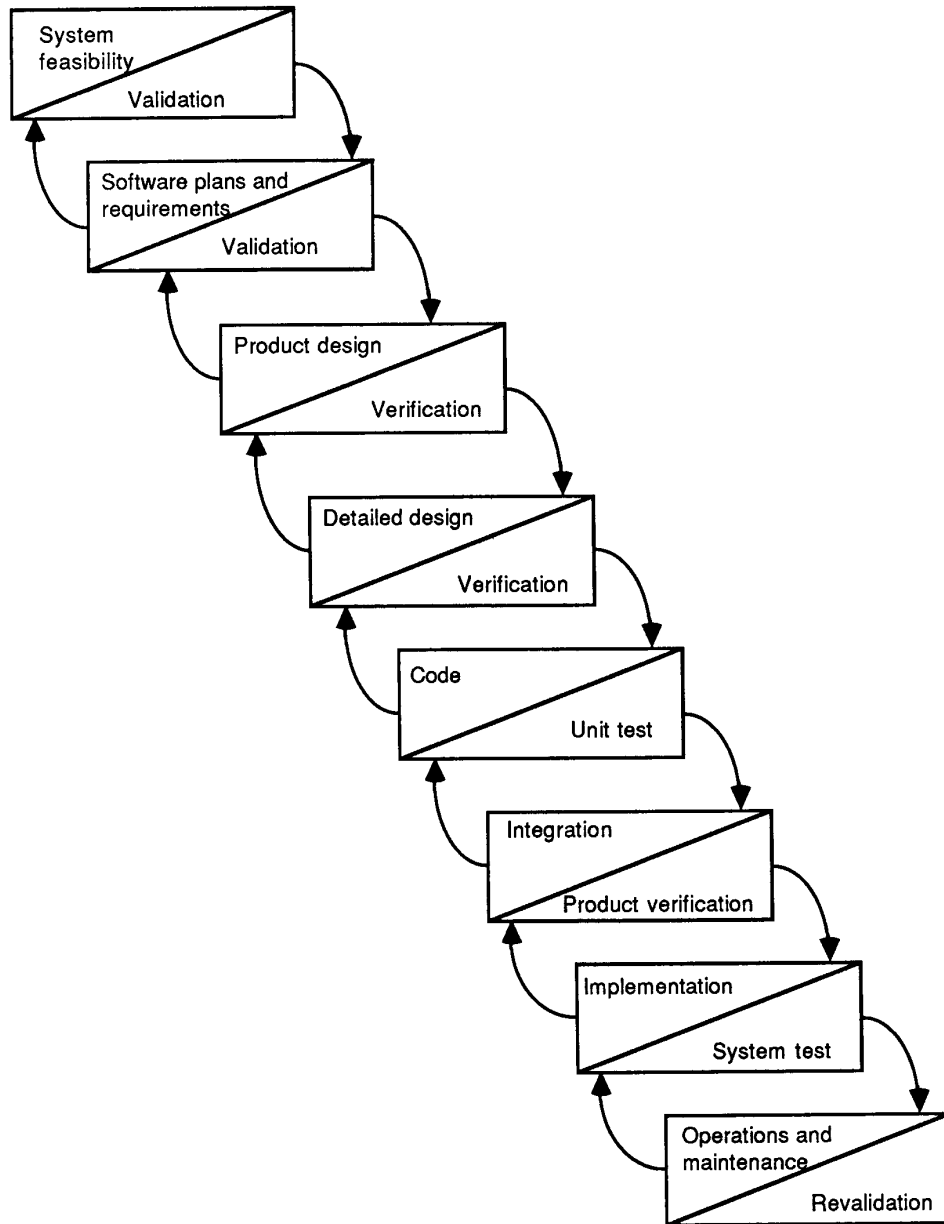 System
feasibility
Validation
Software plans and
requirements
Validation
Product design
Verification
Detailed design
Verification
Code
Unit test
Integration
Product verification
Implementation
System test
Operations and
maintenance
Revalidation